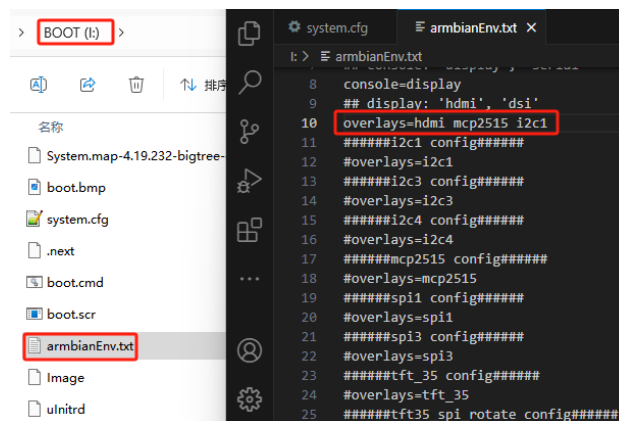 BOOT (I:)
排序
名称
System.map-4.19.232-bigtree-
boot.bmp
system.cfg
.next
boot.cmd
boot.scr
armbianEnv.txt
Image
uInitrd
system.cfg
armbianEnv.txt
I: > armbianEnv.txt
8 console=display
9 ## display: 'hdmi', 'dsi'
10 overlays=hdmi mcp2515 i2c1
11 ######i2c1 config######
12 #overlays=i2c1
13 ######i2c3 config######
14 #overlays=i2c3
15 ######i2c4 config######
16 #overlays=i2c4
17 ######mcp2515 config######
18 #overlays=mcp2515
19 ######spi1 config######
20 #overlays=spi1
21 ######spi3 config######
22 #overlays=spi3
23 ######tft_35 config######
24 #overlays=tft_35
25 ######tft35 spi rotate config######